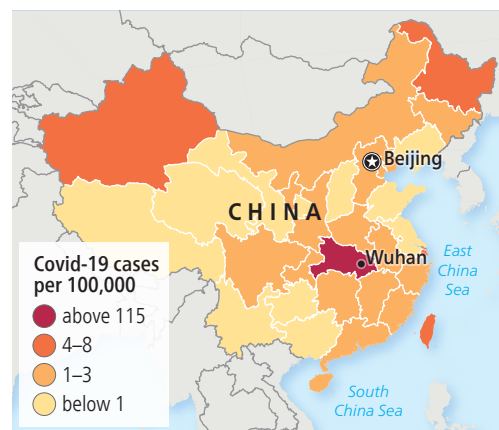 Beijing
CHINA
Wuhan
East
China
Sea
South
China Sea
Covid-19 cases
per 100,000
above 115
4–8
1–3
below 1